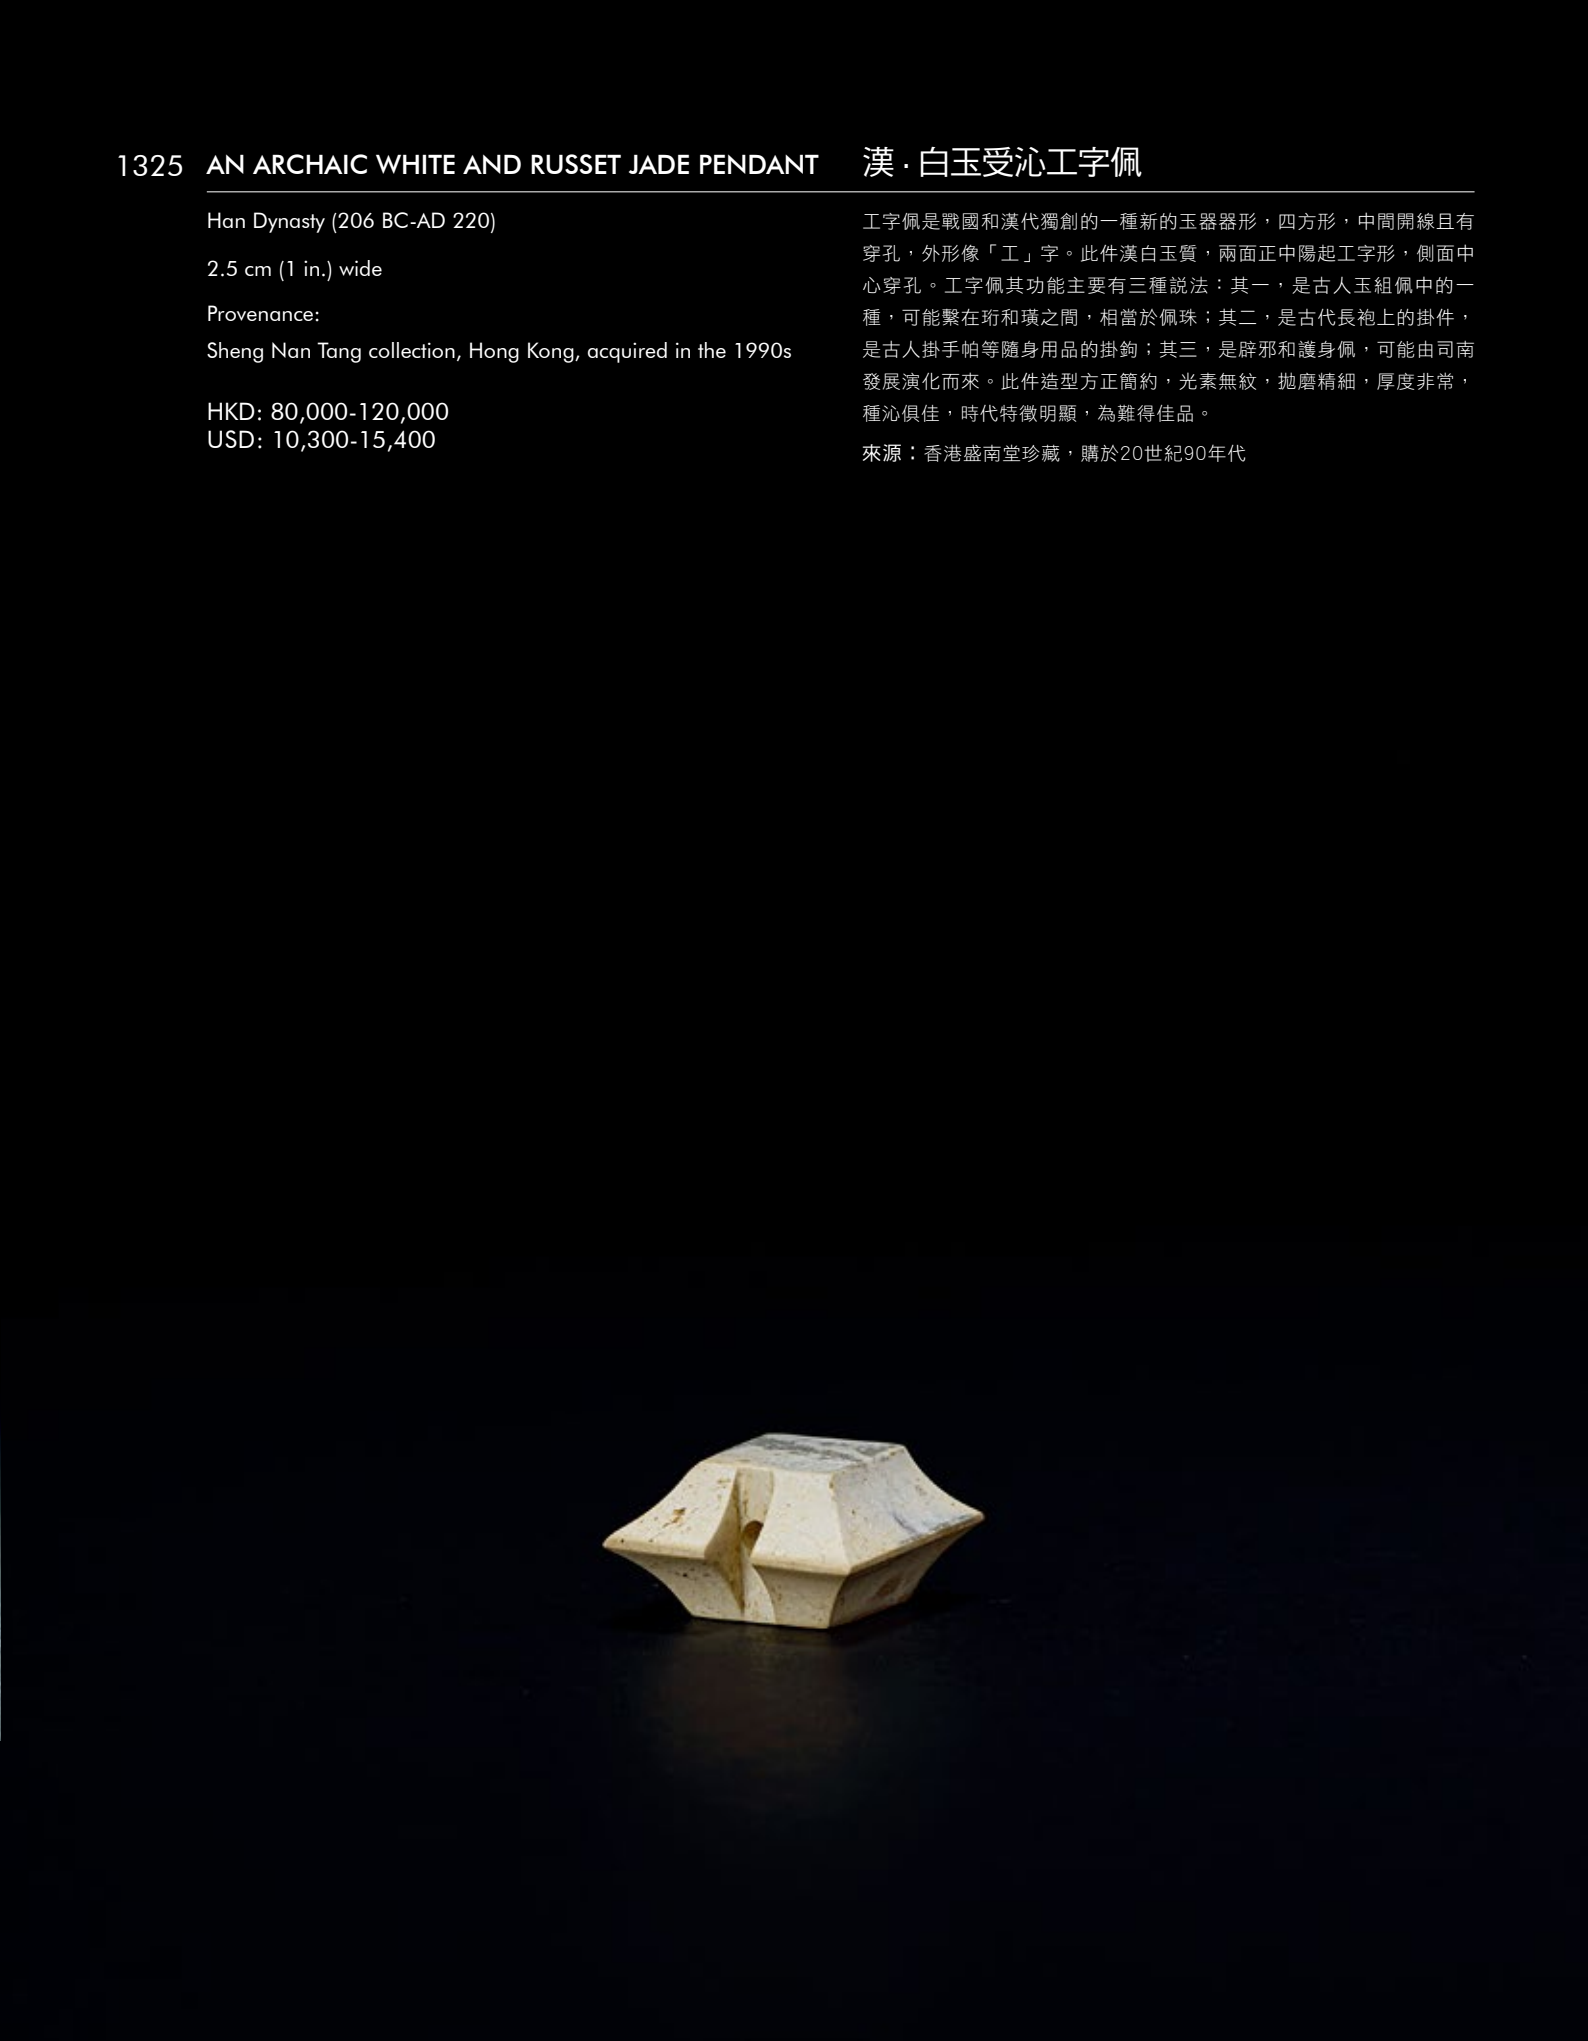 1325 AN ARCHAIC WHITE AND RUSSET JADE PENDANT
Han Dynasty (206 BC-AD 220)
2.5 cm (1 in.) wide
Provenance:
Sheng Nan Tang collection, Hong Kong, acquired in the 1990s
HKD: 80,000-120,000
USD: 10,300-15,400
漢 · 白玉受沁工字佩
工字佩是戰國和漢代獨創的一種新的玉器器形，四方形，中間開線且有
穿孔，外形像「工」字。此件漢白玉質，兩面正中陽起工字形，側面中
心穿孔。工字佩其功能主要有三種説法：其一，是古人玉組佩中的一
種，可能繫在珩和璜之間，相當於佩珠；其二，是古代長袍上的掛件，
是古人掛手帕等隨身用品的掛鉤；其三，是辟邪和護身佩，可能由司南
發展演化而來。此件造型方正簡約，光素無紋，拋磨精細，厚度非常，
種沁俱佳，時代特徵明顯，為難得佳品。
來源：香港盛南堂珍藏，購於20世紀90年代